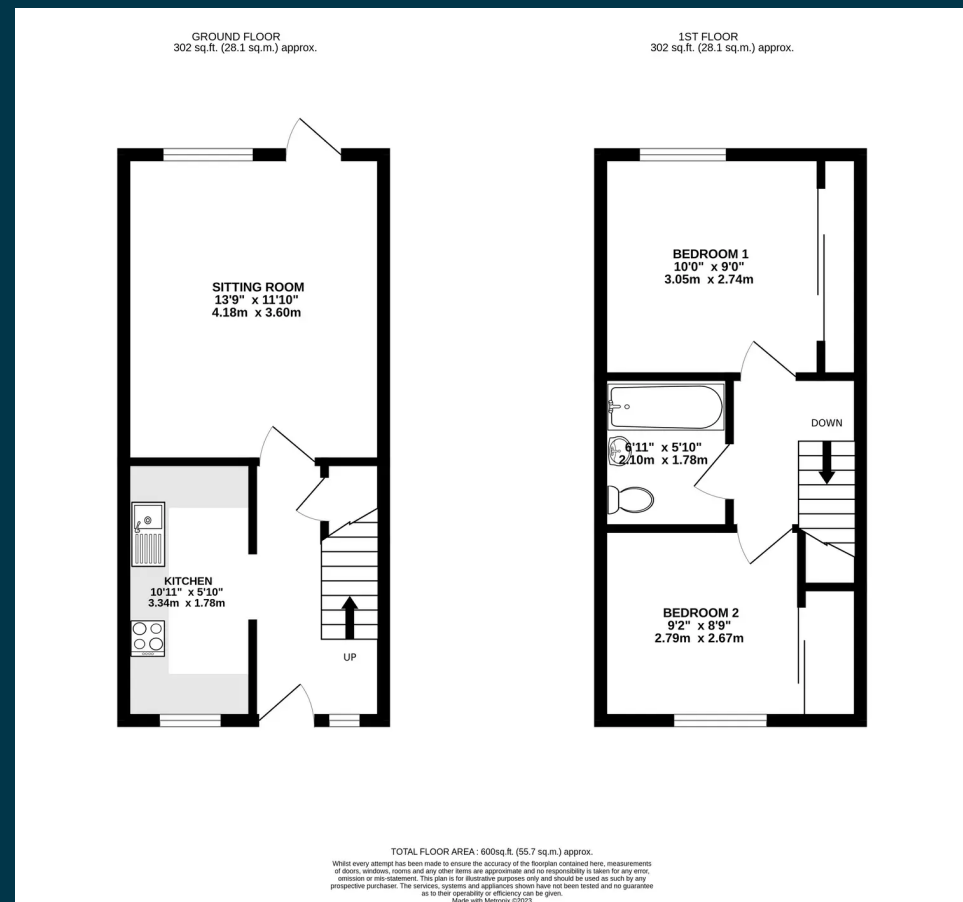 GROUND FLOOR
302 sq.ft. (28.1 sq.m.) approx.
1ST FLOOR
302 sq.ft. (28.1 sq.m.) approx.
SITTING ROOM
13'9" x 11'10"
4.18m x 3.60m
KITCHEN
10'11" x 5'10"
3.34m x 1.78m
UP
BEDROOM 1
10'0" x 9'0"
3.05m x 2.74m
DOWN
6'11" x 5'10"
2.10m x 1.78m
BEDROOM 2
9'2" x 8'9"
2.79m x 2.67m
TOTAL FLOOR AREA : 600sq.ft. (55.7 sq.m.) approx.
Whilst every attempt has been made to ensure the accuracy of the floorplan contained here, measurements
of doors, windows, rooms and any other items are approximate and no responsibility is taken for any error,
omission or mis-statement. This plan is for illustrative purposes only and should be used as such by any
prospective purchaser. The services, systems and appliances shown have not been tested and no guarantee
as to their operability or efficiency can be given.
Made with Metropix ©2023